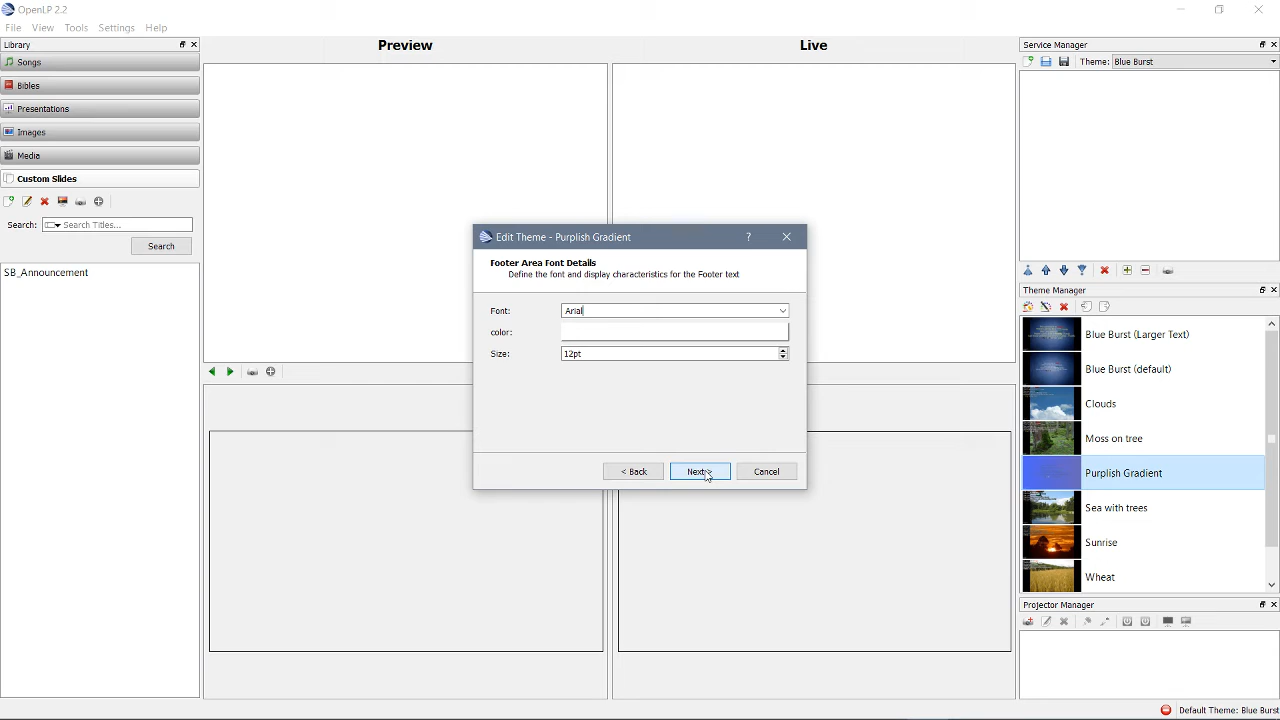 OpenLP 2.2
File View Tools Settings Help
Library
Songs
Bibles
Presentations
Images
Media
Custom Slides
Search: Search Titles...
Search
SB_Announcement
Preview
Live
Edit Theme - Purplish Gradient
?
Footer Area Font Details
Define the font and display characteristics for the Footer text
Font: Arial
color:
Size: 12pt
< Back Next > Cancel
Service Manager
Theme: Blue Burst
Theme Manager
Blue Burst (Larger Text)
Blue Burst (default)
Clouds
Moss on tree
Purplish Gradient
Sea with trees
Sunrise
Wheat
Projector Manager
Default Theme: Blue Burst